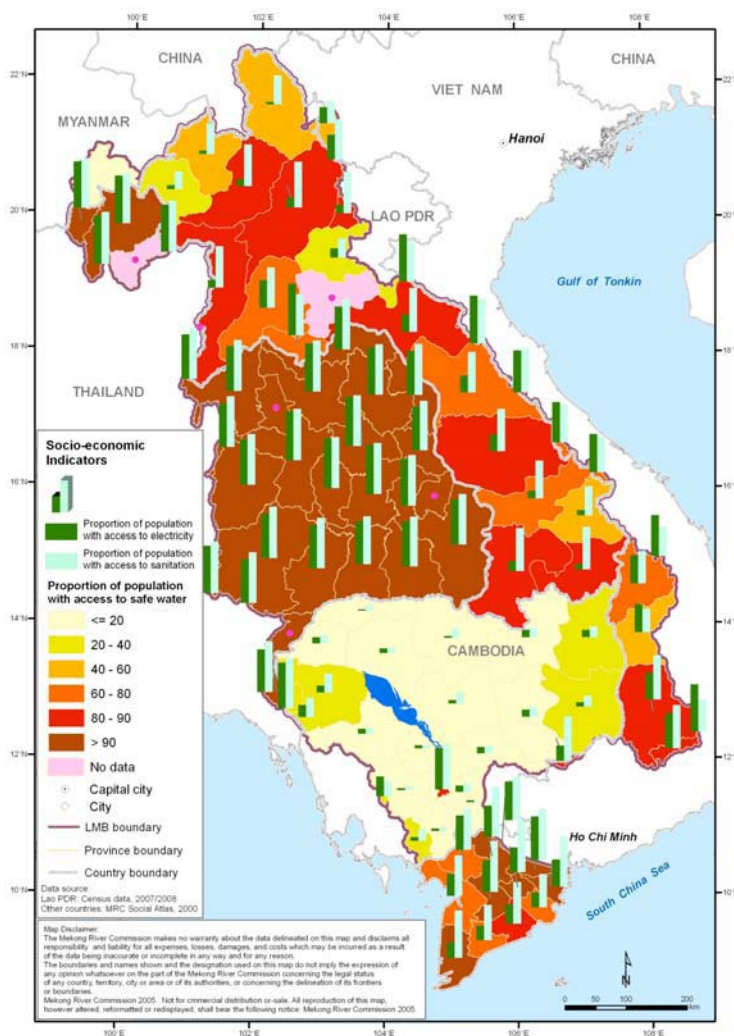 100°E 102°E 104°E 106°E 108°E
CHINA
CHINA
22°N
22°N
VIET NAM
MYANMAR
Hanoi
20°N
20°N
LAO PDR
Gulf of Tonkin
18°N
18°N
THAILAND
Socio-economic
Indicators
16°N
16°N
Proportion of population
with access to electricity
Proportion of population
with access to sanitation
Proportion of population
with access to safe water
<= 20
14°N
14°N
20 - 40
CAMBODIA
40 - 60
60 - 80
80 - 90
> 90
12°N
12°N
No data
Capital city
City
LMB boundary
Ho Chi Minh
Province boundary
Country boundary
South China Sea
10°N
10°N
Data source :
Lao PDR: Census data, 2007/2008
Other countries: MRC Social Atlas, 2000
Map Disclaimer:
The Mekong River Commission makes no warranty about the data delineated on this map and disclaims all
responsibility and liability for all expenses, losses, damages, and costs which may be incurred as a result
of the data being inaccurate or incomplete in any way and for any reason.
The boundaries and names shown and the designation used on this map do not imply the expression of
any opinion whatsoever on the part of the Mekong River Commission concerning the legal status
of any country, territory, city or area or of its authorities, or concerning the delineation of its frontiers
or boundaries.
Mekong River Commission 2005. Not for cmmercial distribution or sale. All reproduction of this map,
however altered, reformatted or redisplayed, shall bear the following notice: Mekong River Commission 2005.
N
0 50 100 200
km
100°E 102°E 104°E 106°E 108°E